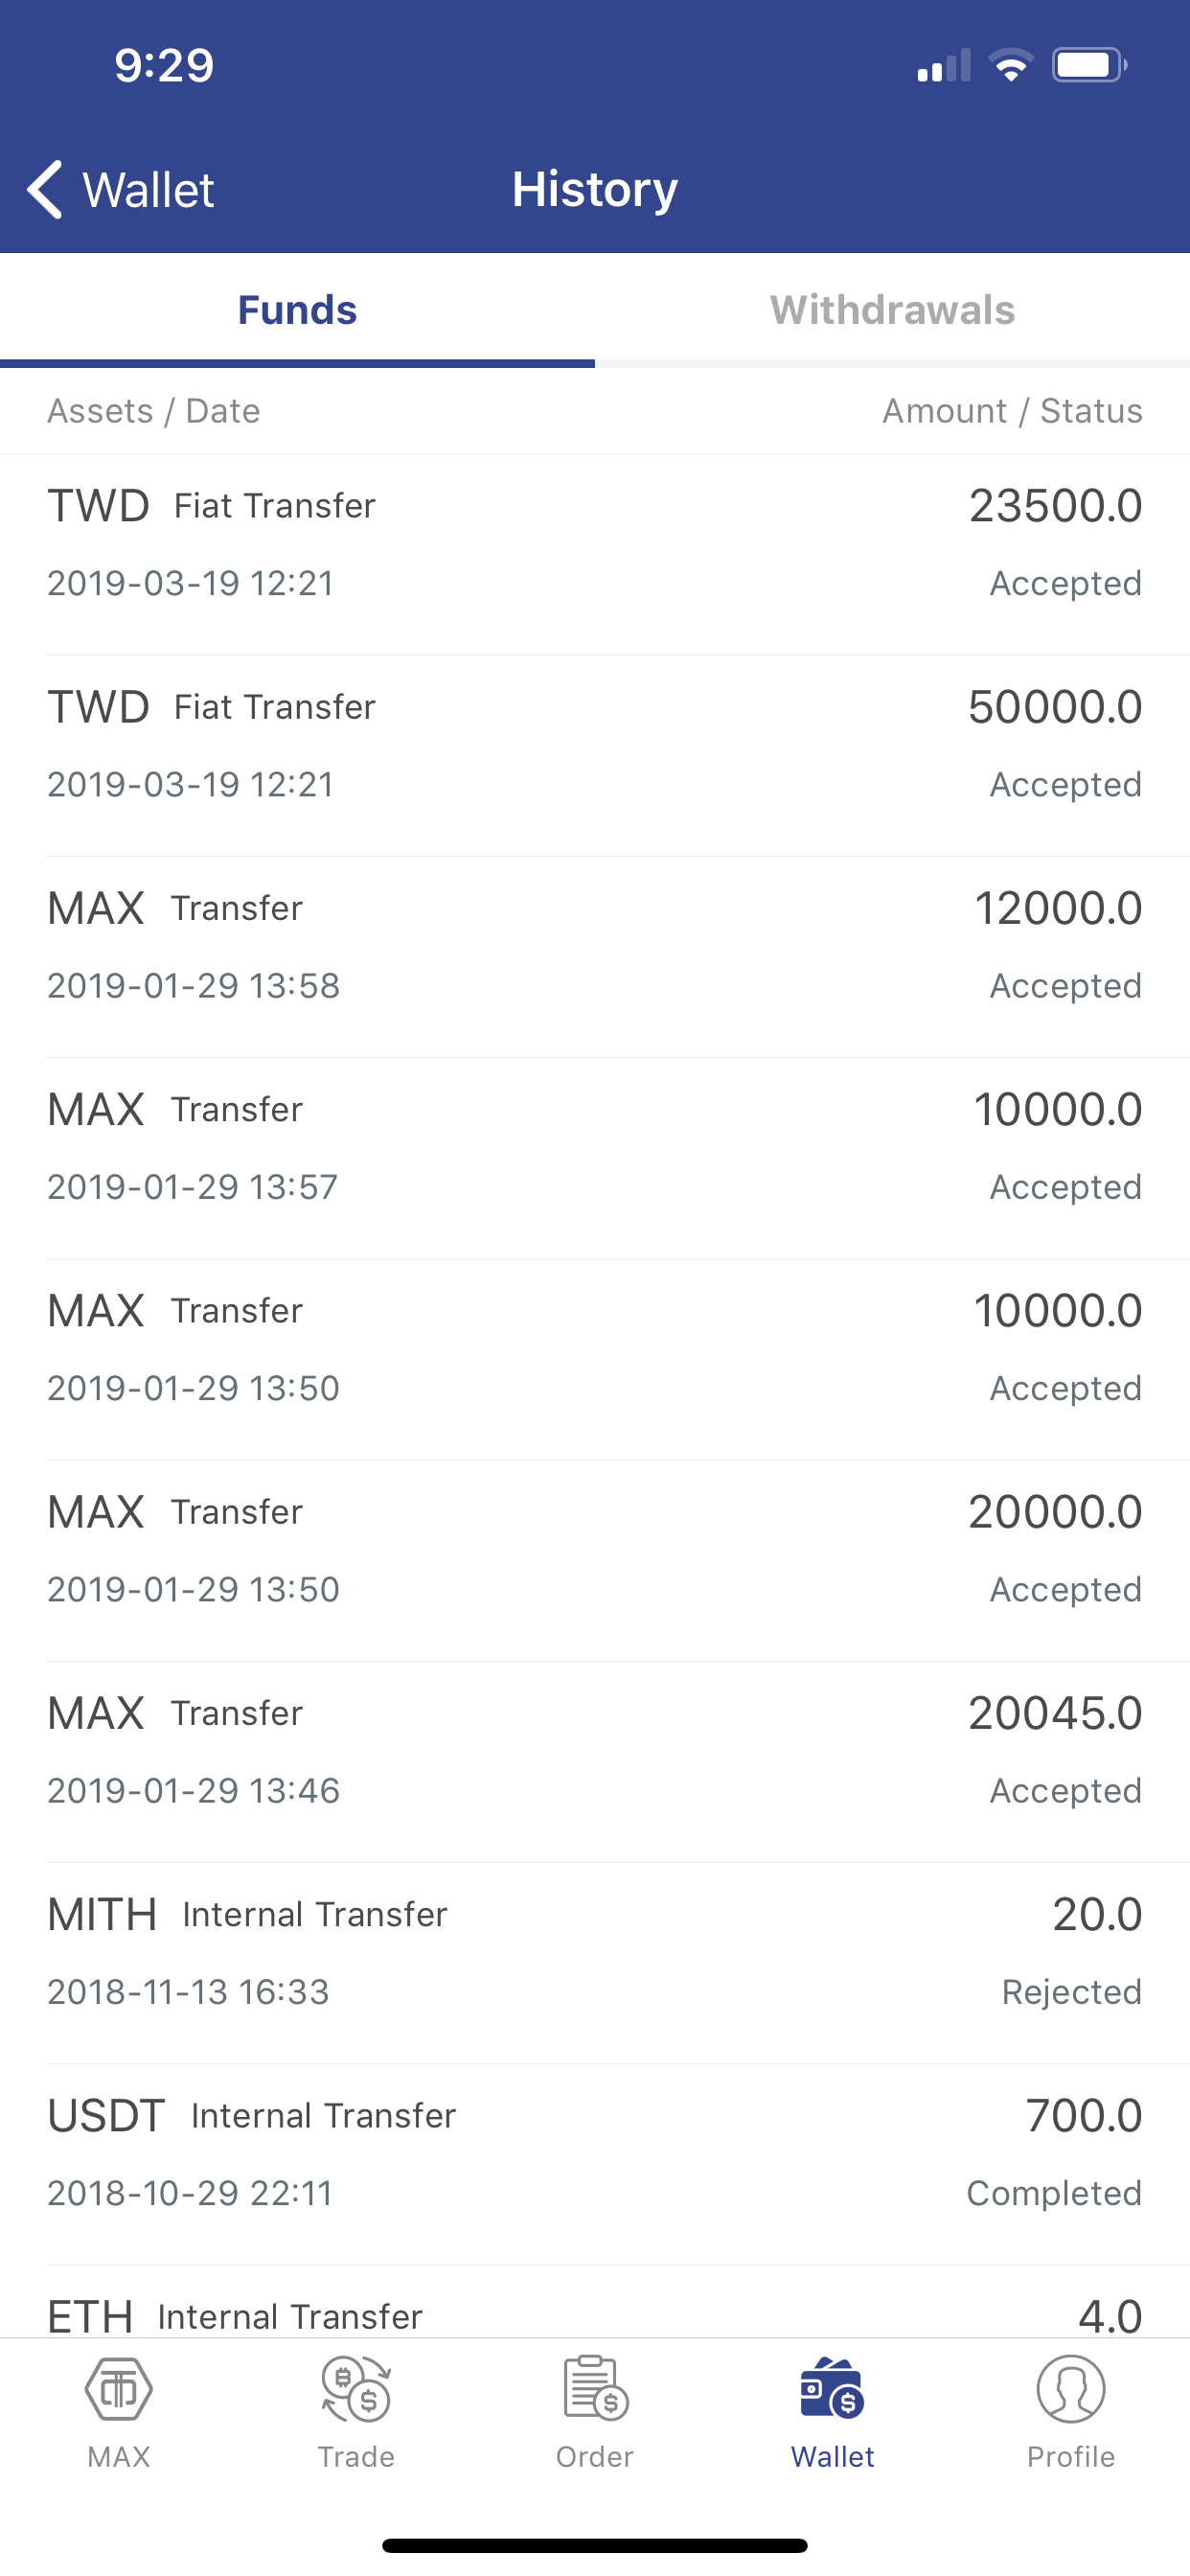 9:29
Wallet History
Funds Withdrawals
Assets / Date Amount / Status
TWD Fiat Transfer 23500.0
2019-03-19 12:21 Accepted
TWD Fiat Transfer 50000.0
2019-03-19 12:21 Accepted
MAX Transfer 12000.0
2019-01-29 13:58 Accepted
MAX Transfer 10000.0
2019-01-29 13:57 Accepted
MAX Transfer 10000.0
2019-01-29 13:50 Accepted
MAX Transfer 20000.0
2019-01-29 13:50 Accepted
MAX Transfer 20045.0
2019-01-29 13:46 Accepted
MITH Internal Transfer 20.0
2018-11-13 16:33 Rejected
USDT Internal Transfer 700.0
2018-10-29 22:11 Completed
ETH Internal Transfer 4.0
MAX Trade Order Wallet Profile